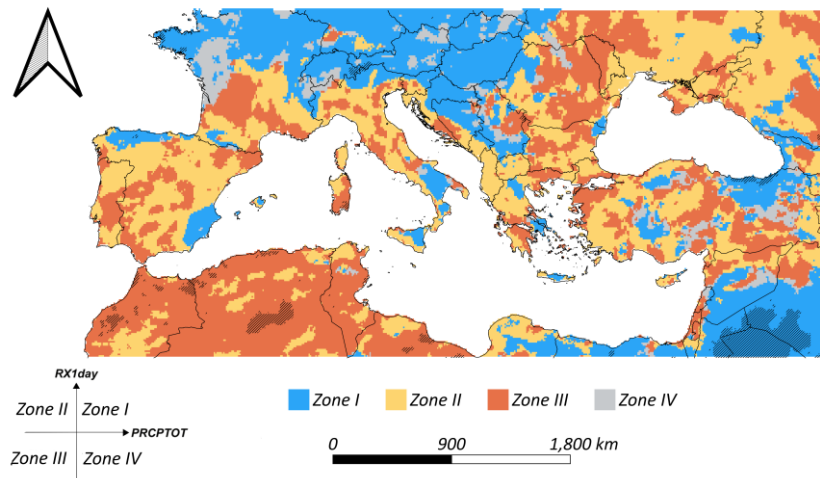 RX1day
Zone II Zone I
PRCPTOT
Zone III Zone IV
Zone I Zone II Zone III Zone IV
0 900 1,800 km